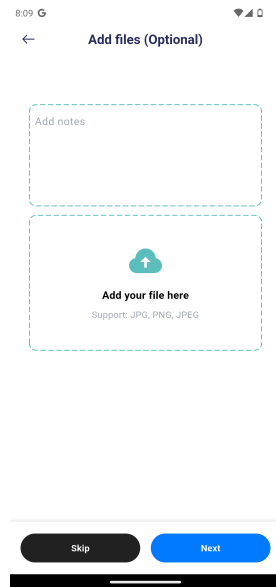 8:09 G
Add files (Optional)
Add notes
Add your file here
Support: JPG, PNG, JPEG
Skip
Next